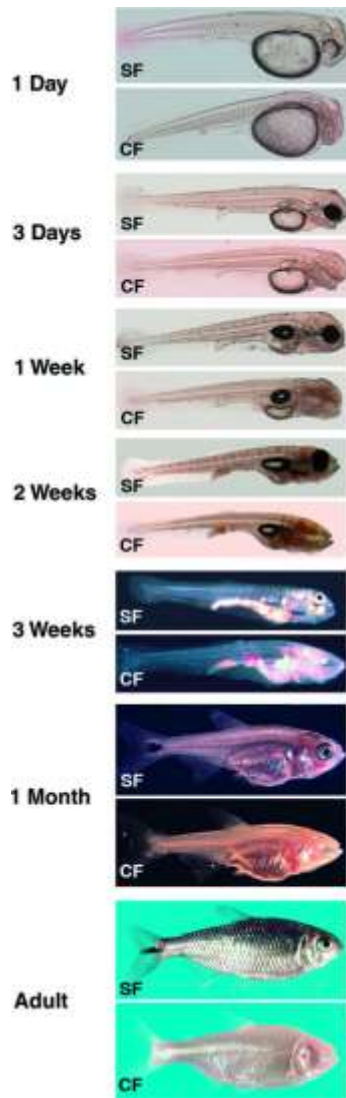 1 Day
SF
CF
3 Days
SF
CF
1 Week
SF
CF
2 Weeks
SF
CF
3 Weeks
SF
CF
1 Month
SF
CF
Adult
SF
CF